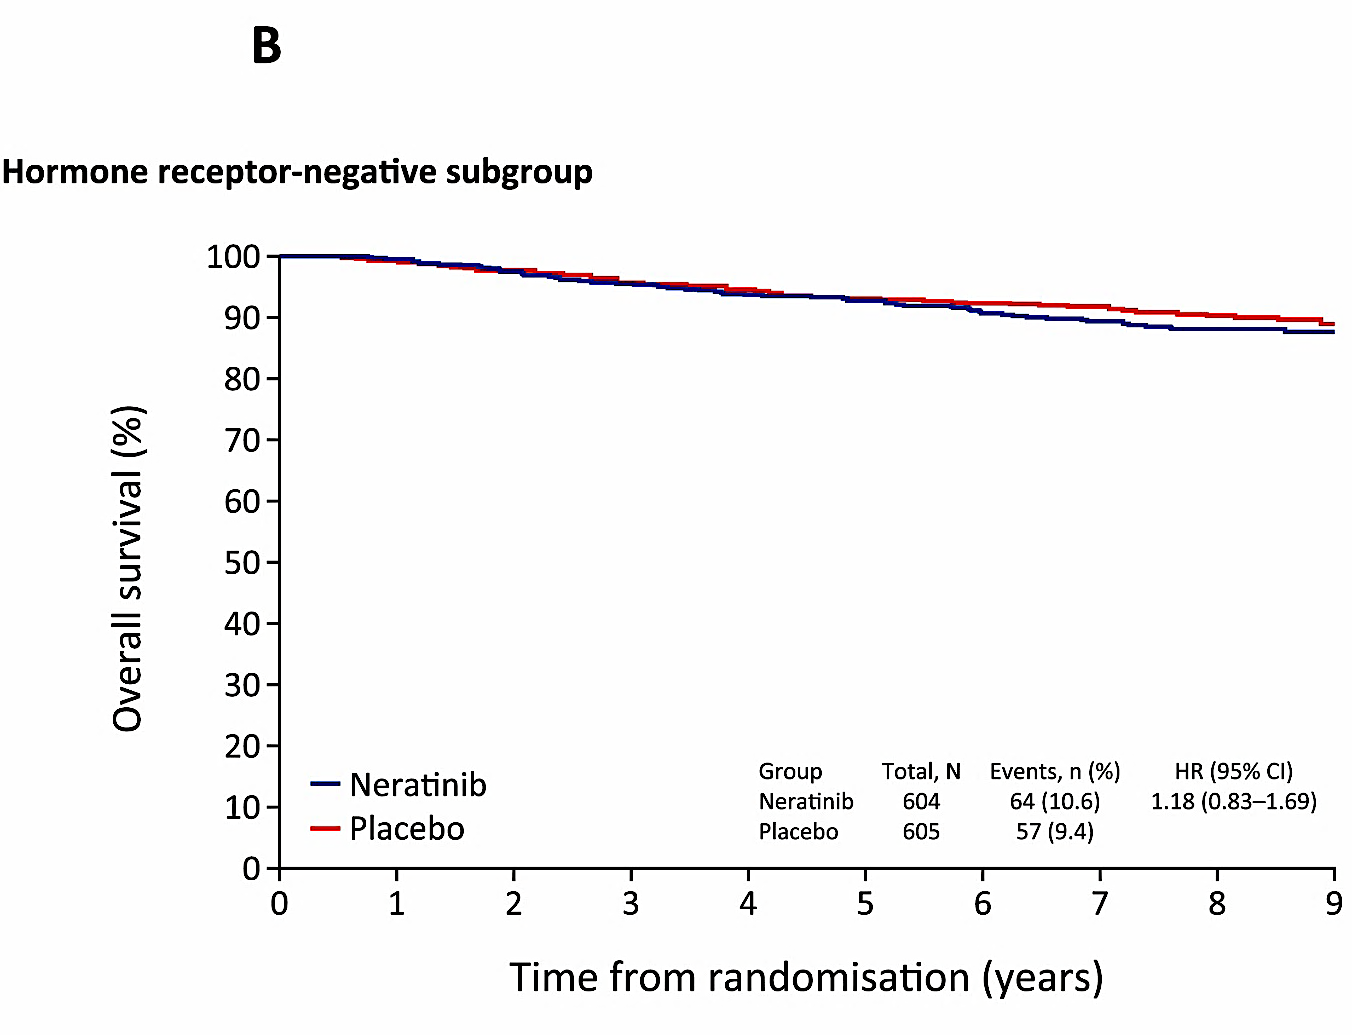 B
Hormone receptor-negative subgroup
100
90
80
70
60
50
40
30
20
10
0
Overall survival (%)
Neratinib
Placebo
Group Total, N Events, n (%) HR (95% CI)
Neratinib 604 64 (10.6) 1.18 (0.83–1.69)
Placebo 605 57 (9.4)
0 1 2 3 4 5 6 7 8 9
Time from randomisation (years)